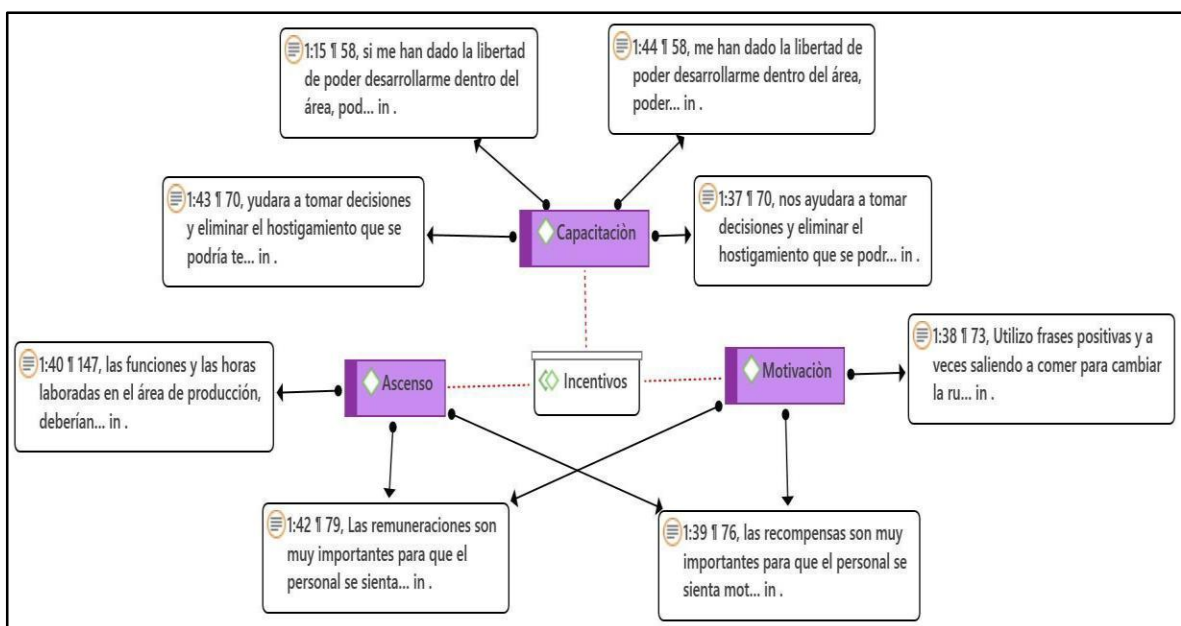 1:15 ¶ 58, si me han dado la libertad
de poder desarrollarme dentro del
área, pod... in .
1:44 ¶ 58, me han dado la libertad de
poder desarrollarme dentro del área,
poder... in .
1:43 ¶ 70, yudara a tomar decisiones
y eliminar el hostigamiento que se
podría te... in .
Capacitaciòn
1:37 ¶ 70, nos ayudara a tomar
decisiones y eliminar el
hostigamiento que se podr... in .
1:40 ¶ 147, las funciones y las horas
laboradas en el área de producción,
deberían... in .
Ascenso
Incentivos
Motivaciòn
1:38 ¶ 73, Utilizo frases positivas y a
veces saliendo a comer para cambiar
la ru... in .
1:42 ¶ 79, Las remuneraciones son
muy importantes para que el
personal se sienta... in .
1:39 ¶ 76, las recompensas son muy
importantes para que el personal se
sienta mot... in .